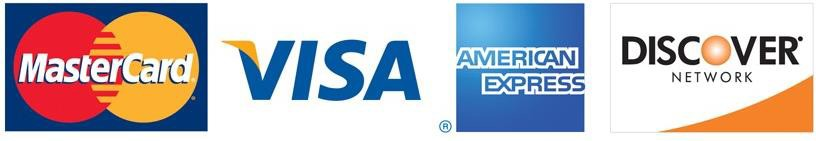 MasterCard
VISA
®
AMERICAN
EXPRESS
DISCOVER
NETWORK